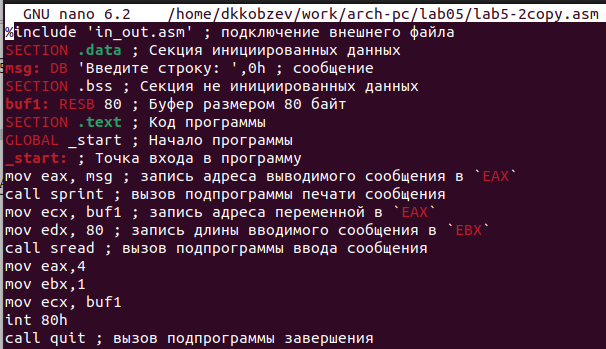 GNU nano 6.2 /home/dkkobzev/work/arch-pc/lab05/lab5-2copy.asm
%include 'in_out.asm' ; подключение внешнего файла
SECTION .data ; Секция инициированных данных
msg: DB 'Введите строку: ',0h ; сообщение
SECTION .bss ; Секция не инициированных данных
buf1: RESB 80 ; Буфер размером 80 байт
SECTION .text ; Код программы
GLOBAL _start ; Начало программы
_start: ; Точка входа в программу
mov eax, msg ; запись адреса выводимого сообщения в `EAX`
call sprint ; вызов подпрограммы печати сообщения
mov ecx, buf1 ; запись адреса переменной в `EAX`
mov edx, 80 ; запись длины вводимого сообщения в `EBX`
call sread ; вызов подпрограммы ввода сообщения
mov eax,4
mov ebx,1
mov ecx, buf1
int 80h
call quit ; вызов подпрограммы завершения